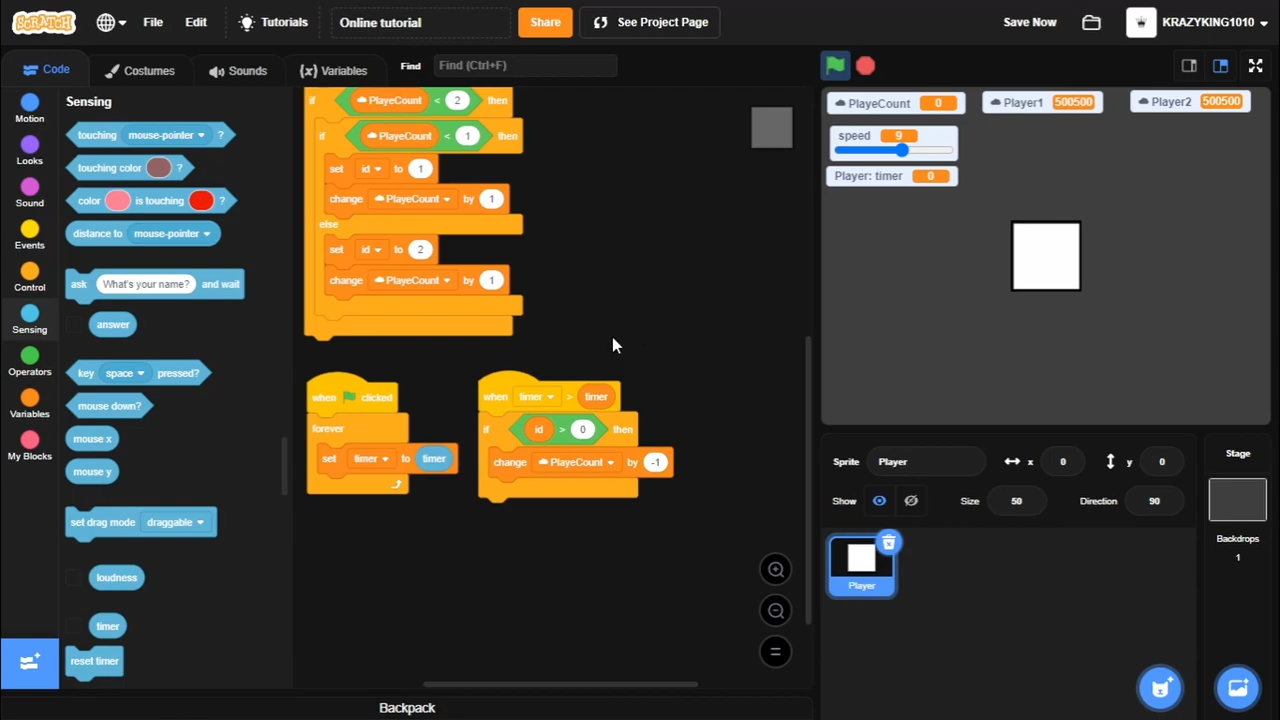 SCRATCH File Edit Tutorials Online tutorial Share See Project Page Save Now KRAZYKING1010
Code Costumes Sounds Variables Find Find (Ctrl+F)
Motion
Looks
Sound
Events
Control
Sensing
Operators
Variables
My Blocks
Sensing
touching mouse-pointer ?
touching color ?
color is touching ?
distance to mouse-pointer
ask What's your name? and wait
answer
key space pressed?
mouse down?
mouse x
mouse y
set drag mode draggable
loudness
timer
reset timer
if PlayeCount < 2 then
if PlayeCount < 1 then
set id to 1
change PlayeCount by 1
else
set id to 2
change PlayeCount by 1
when clicked
forever
set timer to timer
when timer > timer
if id > 0 then
change PlayeCount by -1
PlayeCount 0 Player1 500500 Player2 500500
speed 9
Player: timer 0
Sprite Player x 0 y 0
Show Size 50 Direction 90
Player
Stage
Backdrops
1
Backpack